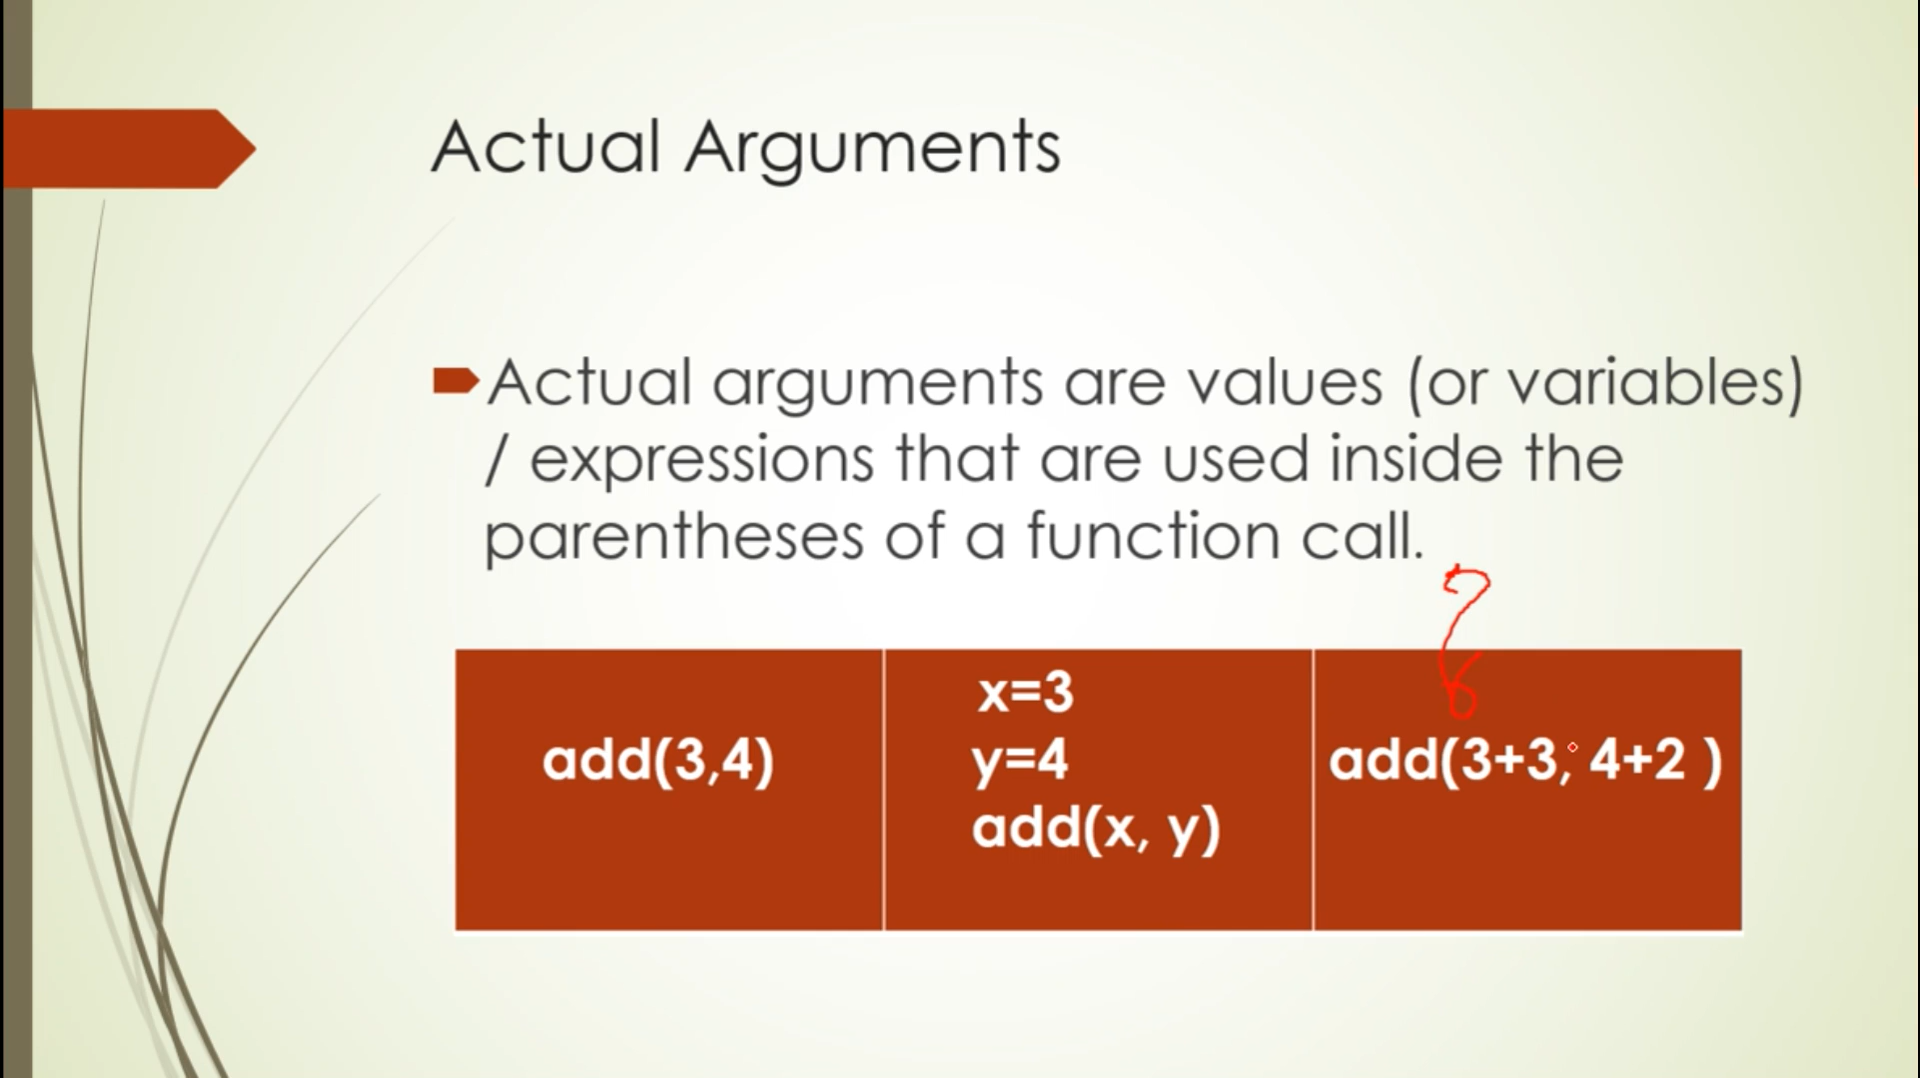 Actual Arguments
Actual arguments are values (or variables)
/ expressions that are used inside the
parentheses of a function call.
add(3,4)
x=3
y=4
add(x, y)
add(3+3, 4+2 )